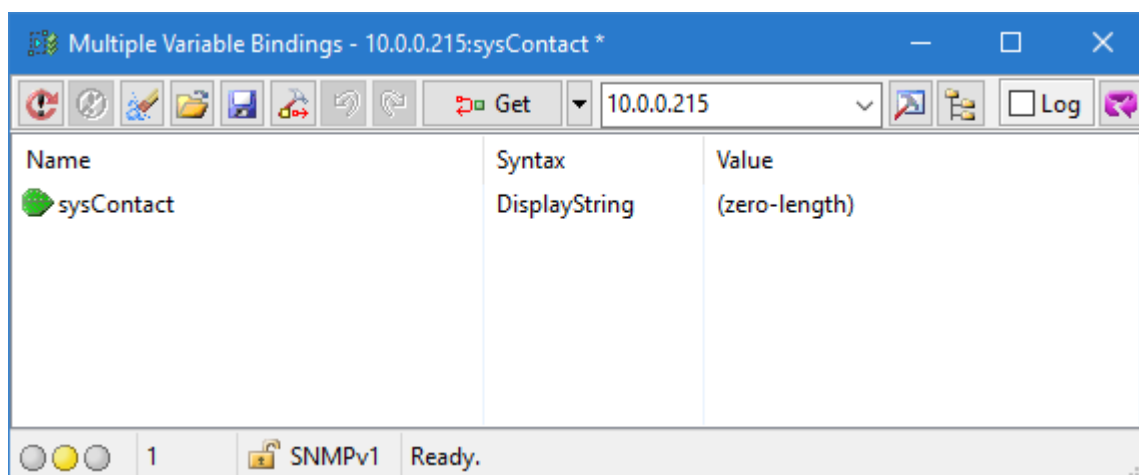 Multiple Variable Bindings - 10.0.0.215:sysContact *
Get 10.0.0.215 Log
Name Syntax Value
sysContact DisplayString (zero-length)
1 SNMPv1 Ready.